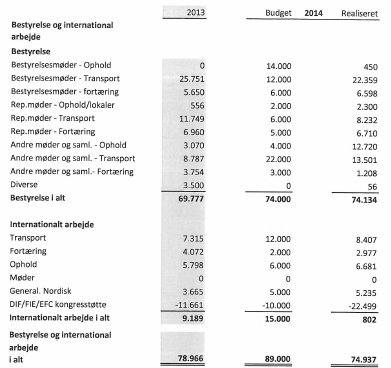 2013 Budget 2014 Realiseret
Bestyrelse og international
arbejde
Bestyrelse
Bestyrelsesmøder - Ophold 0 14.000 450
Bestyrelsesmøder - Transport 25.751 12.000 22.359
Bestyrelsesmøder - fortæring 5.650 6.000 6.598
Rep.møder - Ophold/lokaler 556 2.000 2.300
Rep.møder - Transport 11.749 6.000 8.232
Rep.møder - Fortæring 6.960 5.000 6.710
Andre møder og saml. - Ophold 3.070 4.000 12.720
Andre møder og saml. - Transport 8.787 22.000 13.501
Andre møder og saml.- Fortæring 3.754 3.000 1.208
Diverse 3.500 0 56
Bestyrelse i alt 69.777 74.000 74.134
Internationalt arbejde
Transport 7.315 12.000 8.407
Fortæring 4.072 2.000 2.977
Ophold 5.798 6.000 6.681
Møder 0 0 0
General. Nordisk 3.665 5.000 5.235
DIF/FIE/EFC kongresstøtte -11.661 -10.000 -22.499
Internationalt arbejde i alt 9.189 15.000 802
Bestyrelse og international
arbejde
i alt 78.966 89.000 74.937